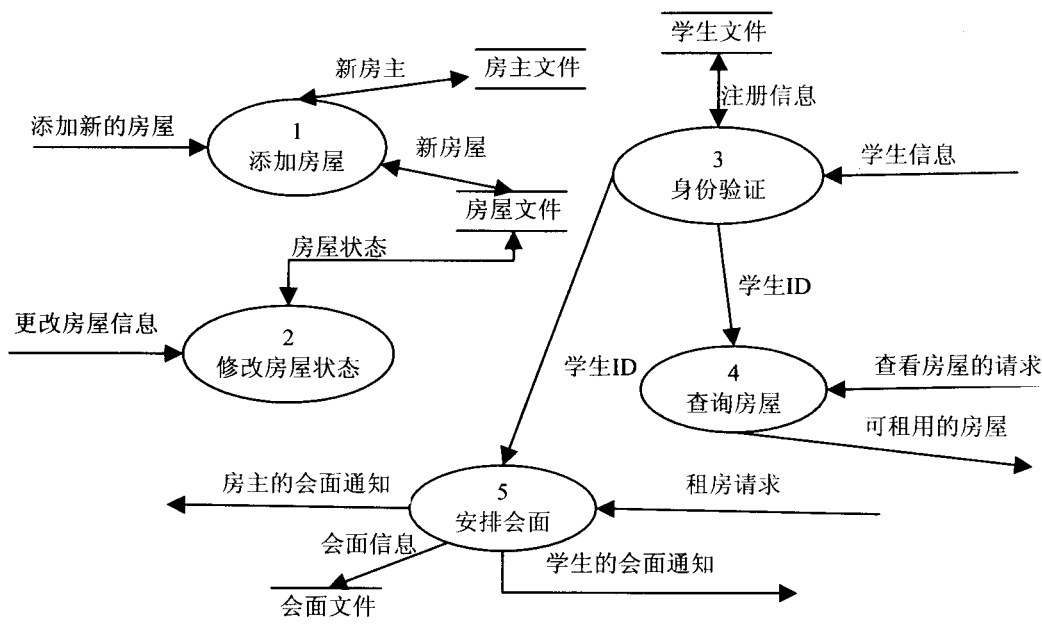 学生文件
新房主
房主文件
注册信息
添加新的房屋
1
添加房屋
新房屋
3
身份验证
学生信息
房屋文件
房屋状态
学生ID
更改房屋信息
2
修改房屋状态
学生ID
4
查询房屋
查看房屋的请求
可租用的房屋
房主的会面通知
5
安排会面
租房请求
会面信息
学生的会面通知
会面文件